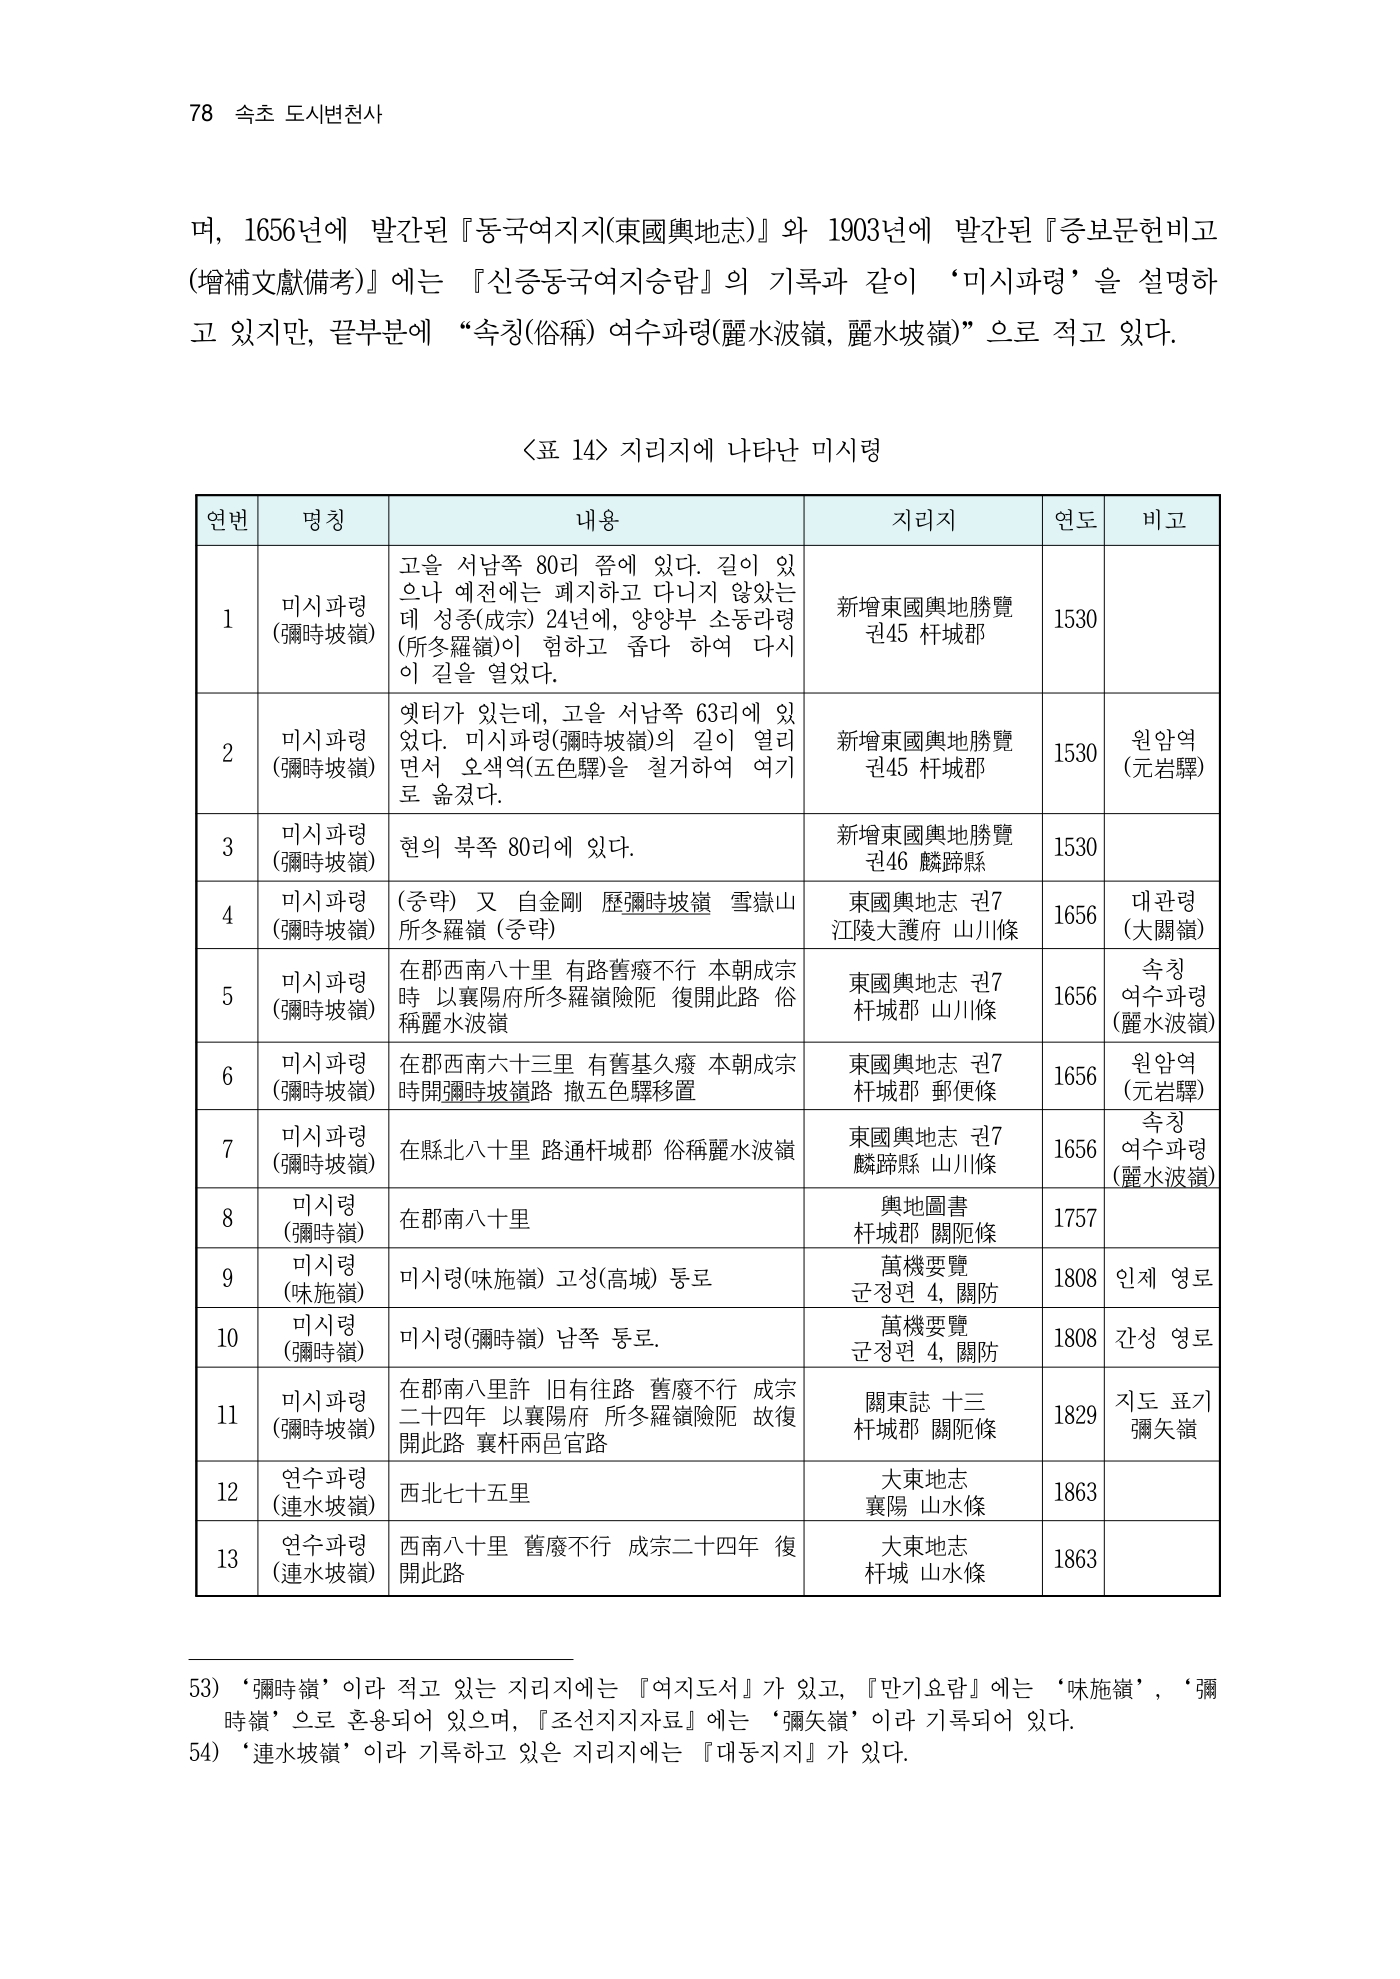 78 속초 도시변천사
며, 1656년에 발간된『동국여지지(東國輿地志)』와 1903년에 발간된『증보문헌비고
(增補文獻備考)』에는 『신증동국여지승람』의 기록과 같이 ‘미시파령’을 설명하
고 있지만, 끝부분에 “속칭(俗稱) 여수파령(麗水波嶺, 麗水坡嶺)”으로 적고 있다.
<표 14> 지리지에 나타난 미시령
연번 명칭 내용 지리지 연도 비고
1
미시파령
(彌時坡嶺)
고을 서남쪽 80리 쯤에 있다. 길이 있
으나 예전에는 폐지하고 다니지 않았는
데 성종(成宗) 24년에, 양양부 소동라령
(所冬羅嶺)이 험하고 좁다 하여 다시
이 길을 열었다.
新增東國輿地勝覽
권45 杆城郡
1530
2
미시파령
(彌時坡嶺)
옛터가 있는데, 고을 서남쪽 63리에 있
었다. 미시파령(彌時坡嶺)의 길이 열리
면서 오색역(五色驛)을 철거하여 여기
로 옮겼다.
新增東國輿地勝覽
권45 杆城郡
1530
원암역
(元岩驛)
3
미시파령
(彌時坡嶺)
현의 북쪽 80리에 있다.
新增東國輿地勝覽
권46 麟蹄縣
1530
4
미시파령
(彌時坡嶺)
(중략) 又 自金剛 歷彌時坡嶺 雪嶽山
所冬羅嶺 (중략)
東國輿地志 권7
江陵大護府 山川條
1656
대관령
(大關嶺)
5
미시파령
(彌時坡嶺)
在郡西南八十里 有路舊癈不行 本朝成宗
時 以襄陽府所冬羅嶺險阨 復開此路 俗
稱麗水波嶺
東國輿地志 권7
杆城郡 山川條
1656
속칭
여수파령
(麗水波嶺)
6
미시파령
(彌時坡嶺)
在郡西南六十三里 有舊基久癈 本朝成宗
時開彌時坡嶺路 撤五色驛移置
東國輿地志 권7
杆城郡 郵便條
1656
원암역
(元岩驛)
7
미시파령
(彌時坡嶺)
在縣北八十里 路通杆城郡 俗稱麗水波嶺
東國輿地志 권7
麟蹄縣 山川條
1656
속칭
여수파령
(麗水波嶺)
8
미시령
(彌時嶺)
在郡南八十里
輿地圖書
杆城郡 關阨條
1757
9
미시령
(味施嶺)
미시령(味施嶺) 고성(高城) 통로
萬機要覽
군정편 4, 關防
1808
인제 영로
10
미시령
(彌時嶺)
미시령(彌時嶺) 남쪽 통로.
萬機要覽
군정편 4, 關防
1808
간성 영로
11
미시파령
(彌時坡嶺)
在郡南八里許 旧有往路 舊廢不行 成宗
二十四年 以襄陽府 所冬羅嶺險阨 故復
開此路 襄杆兩邑官路
關東誌 十三
杆城郡 關阨條
1829
지도 표기
彌矢嶺
12
연수파령
(連水坡嶺)
西北七十五里
大東地志
襄陽 山水條
1863
13
연수파령
(連水坡嶺)
西南八十里 舊廢不行 成宗二十四年 復
開此路
大東地志
杆城 山水條
1863
53) ‘彌時嶺’이라 적고 있는 지리지에는 『여지도서』가 있고, 『만기요람』에는 ‘味施嶺’, ‘彌
時嶺’으로 혼용되어 있으며, 『조선지지자료』에는 ‘彌矢嶺’이라 기록되어 있다.
54) ‘連水坡嶺’이라 기록하고 있은 지리지에는 『대동지지』가 있다.